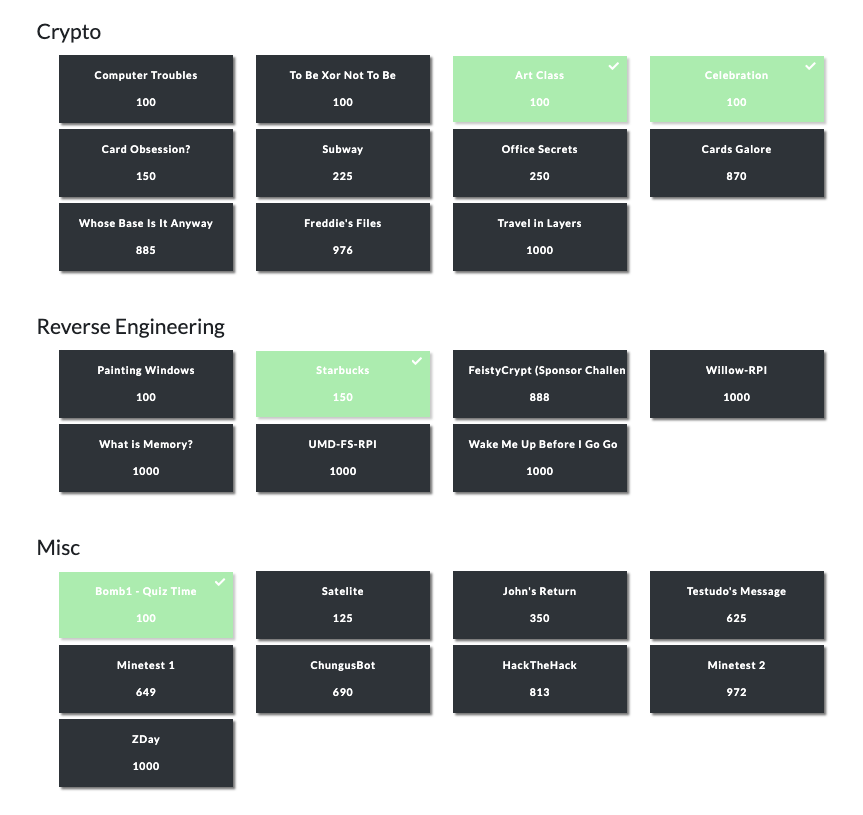 Crypto
Computer Troubles
100
To Be Xor Not To Be
100
Art Class
100
Celebration
100
Card Obsession?
150
Subway
225
Office Secrets
250
Cards Galore
870
Whose Base Is It Anyway
885
Freddie's Files
976
Travel in Layers
1000
Reverse Engineering
Painting Windows
100
Starbucks
150
FeistyCrypt (Sponsor Challen
888
Willow-RPI
1000
What is Memory?
1000
UMD-FS-RPI
1000
Wake Me Up Before I Go Go
1000
Misc
Bomb1 - Quiz Time
100
Satelite
125
John's Return
350
Testudo's Message
625
Minetest 1
649
ChungusBot
690
HackTheHack
813
Minetest 2
972
ZDay
1000